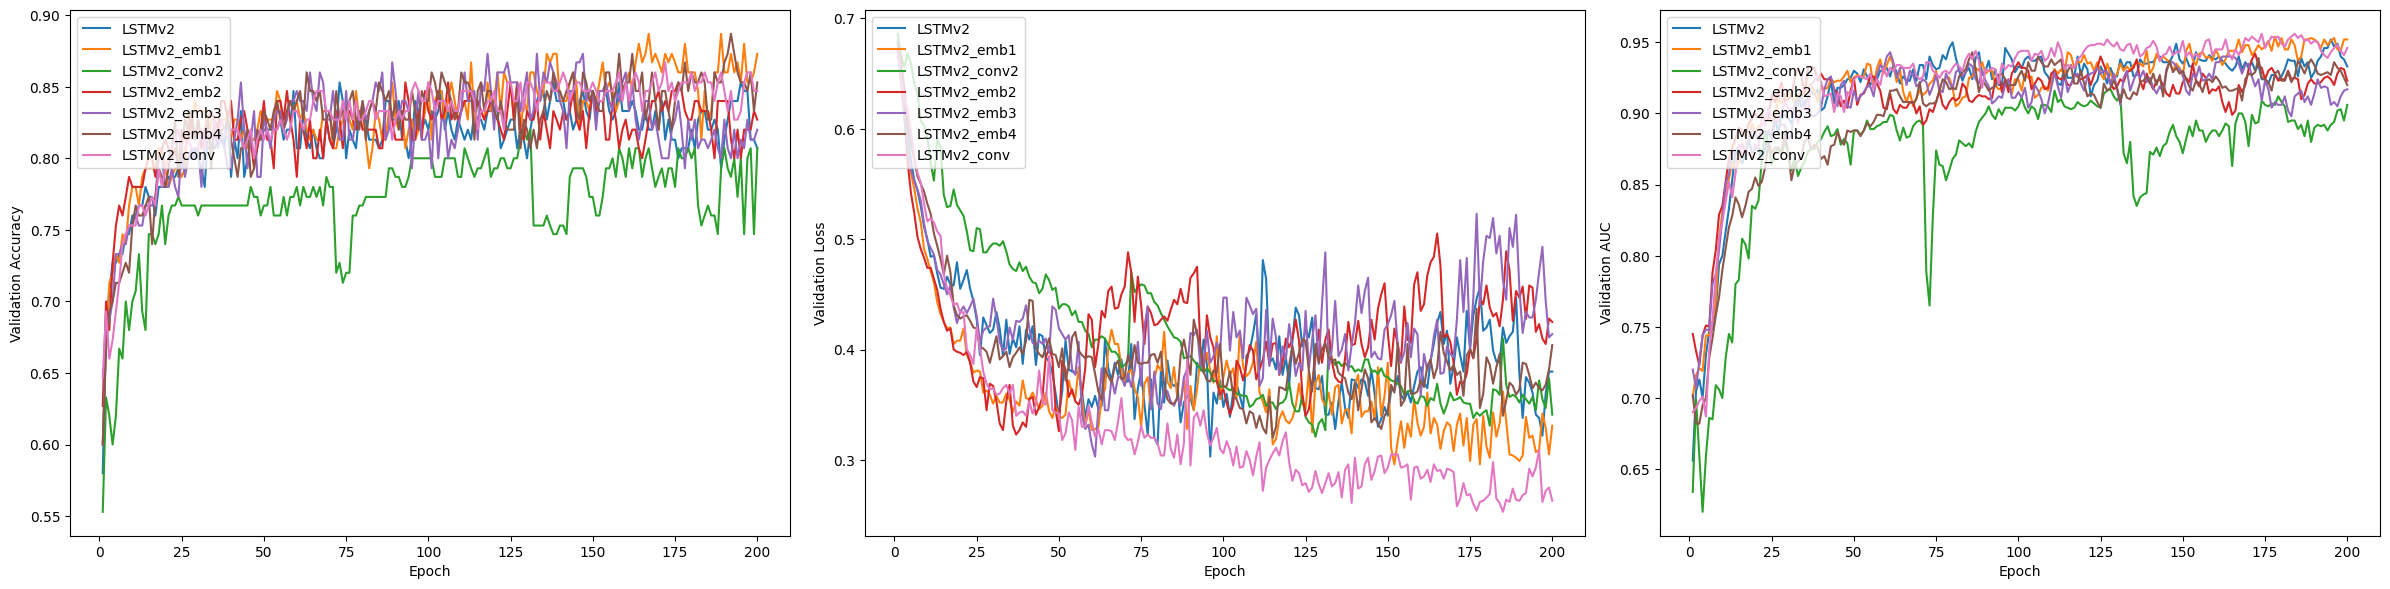 0.90
0.85
0.80
0.75
0.70
0.65
0.60
0.55
Validation Accuracy
LSTMv2
LSTMv2_emb1
LSTMv2_conv2
LSTMv2_emb2
LSTMv2_emb3
LSTMv2_emb4
LSTMv2_conv
0 25 50 75 100 125 150 175 200
Epoch
0.7
0.6
0.5
0.4
0.3
Validation Loss
LSTMv2
LSTMv2_emb1
LSTMv2_conv2
LSTMv2_emb2
LSTMv2_emb3
LSTMv2_emb4
LSTMv2_conv
0 25 50 75 100 125 150 175 200
Epoch
0.95
0.90
0.85
0.80
0.75
0.70
0.65
Validation AUC
LSTMv2
LSTMv2_emb1
LSTMv2_conv2
LSTMv2_emb2
LSTMv2_emb3
LSTMv2_emb4
LSTMv2_conv
0 25 50 75 100 125 150 175 200
Epoch